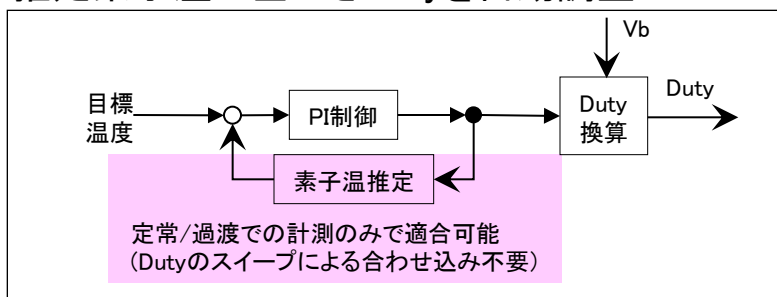 Vb
目標
温度
PI制御
Duty
換算
Duty
素子温推定
定常/過渡での計測のみで適合可能
(Dutyのスイープによる合わせ込み不要)